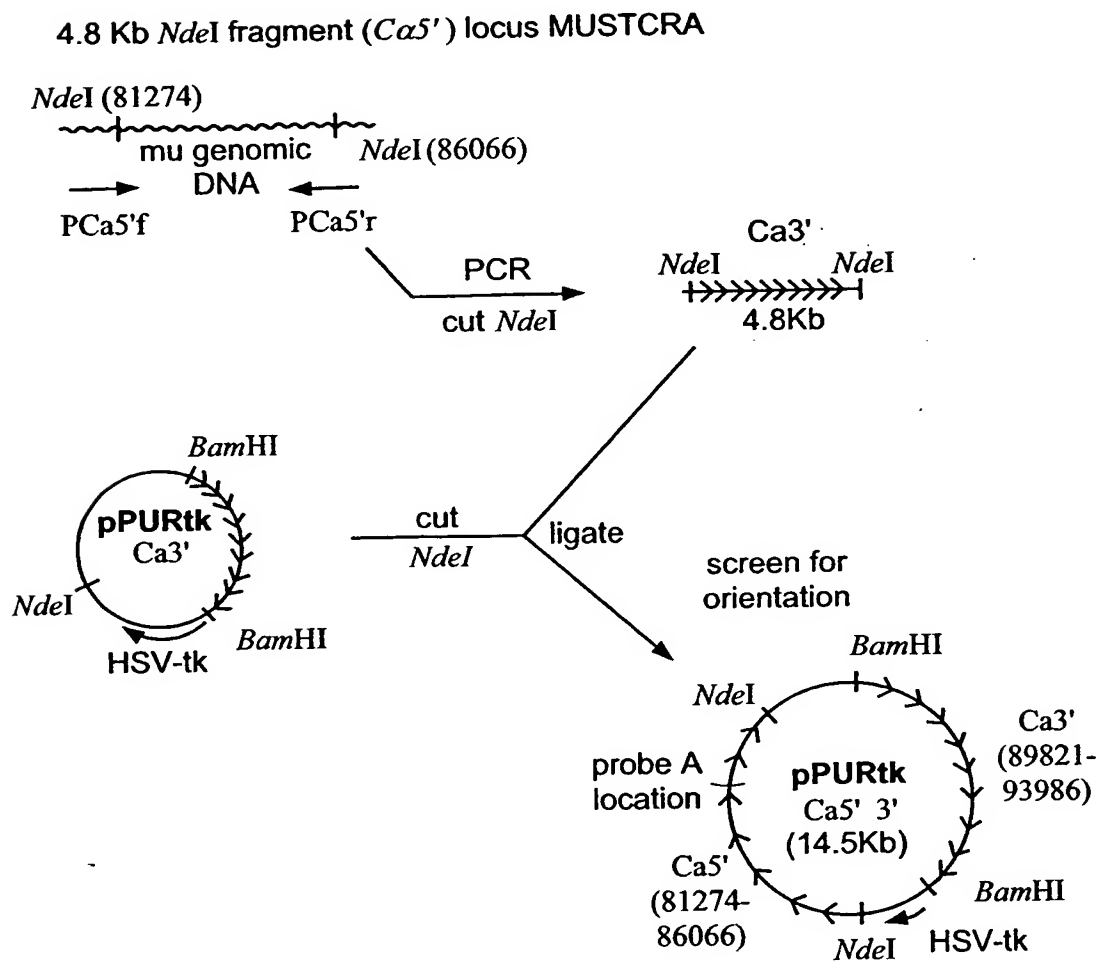 4.8 Kb NdeI fragment (Cα5') locus MUSTCRA
NdeI (81274)
mu genomic
DNA
NdeI (86066)
PCa5'f
PCa5'r
PCR
cut NdeI
Ca3'
NdeI
NdeI
4.8Kb
BamHI
pPURtk
Ca3'
NdeI
BamHI
HSV-tk
cut
NdeI
ligate
screen for
orientation
BamHI
NdeI
Ca3'
(89821-
93986)
probe A
location
pPURtk
Ca5' 3'
(14.5Kb)
Ca5'
(81274-
86066)
BamHI
NdeI
HSV-tk